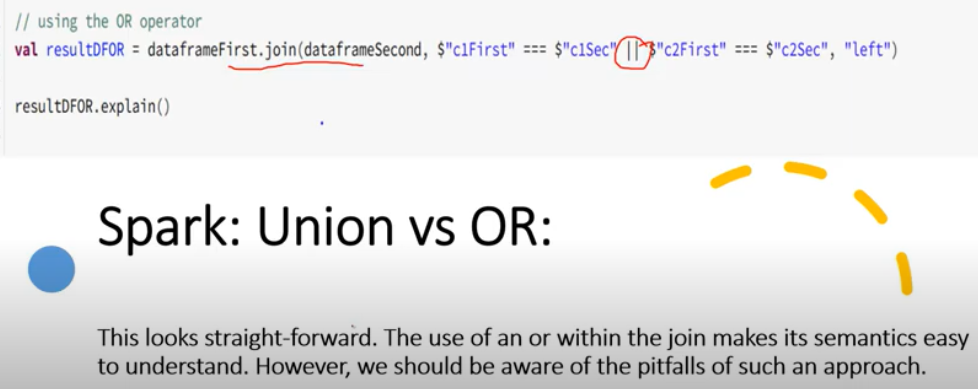 // using the OR operator
val resultDFOR = dataframeFirst.join(dataframeSecond, $"c1First" === $"c1Sec" || $"c2First" === $"c2Sec", "left")
resultDFOR.explain()
Spark: Union vs OR:
This looks straight-forward. The use of an or within the join makes its semantics easy
to understand. However, we should be aware of the pitfalls of such an approach.